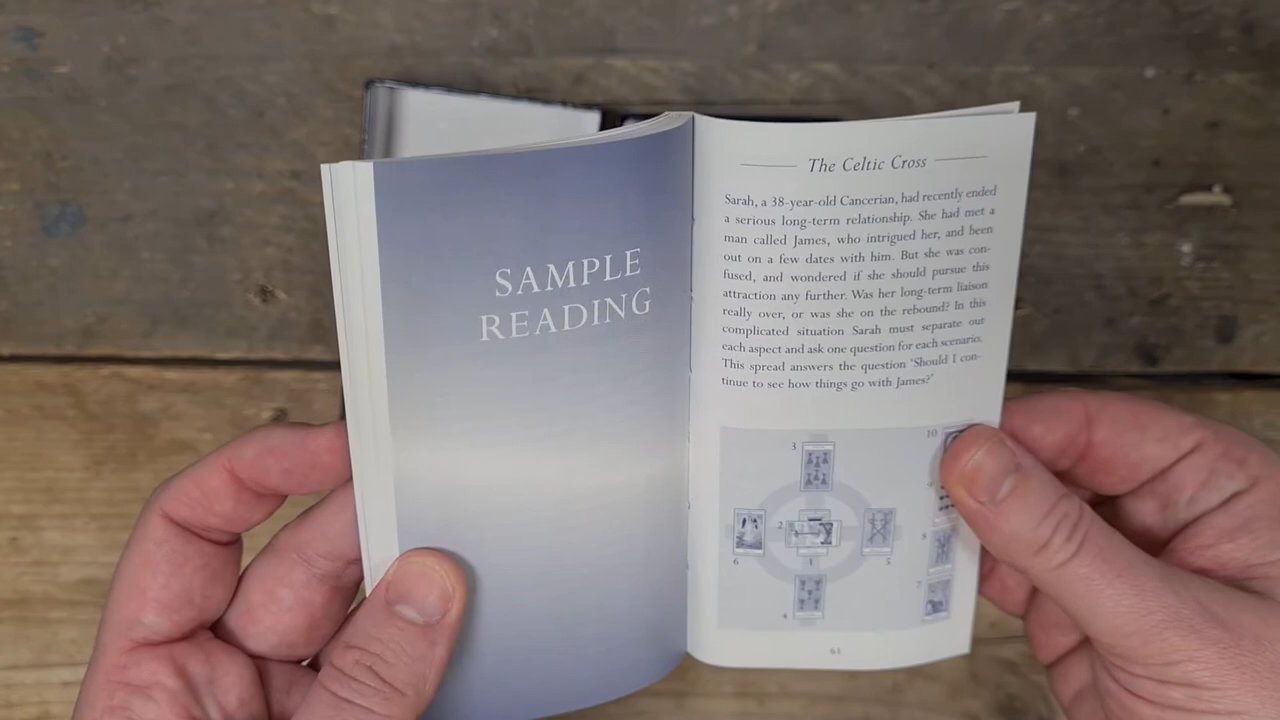 SAMPLE
READING
The Celtic Cross
Sarah, a 38-year-old Cancerian, had recently ended
a serious long-term relationship. She had met a
man called James, who intrigued her, and been
out on a few dates with him. But she was con-
fused, and wondered if she should pursue this
attraction any further. Was her long-term liaison
really over, or was she on the rebound? In this
complicated situation Sarah must separate out
each aspect and ask one question for each scenario.
This spread answers the question ‘Should I con-
tinue to see how things go with James?’
10
3
2
8
6
1
5
7
4
61